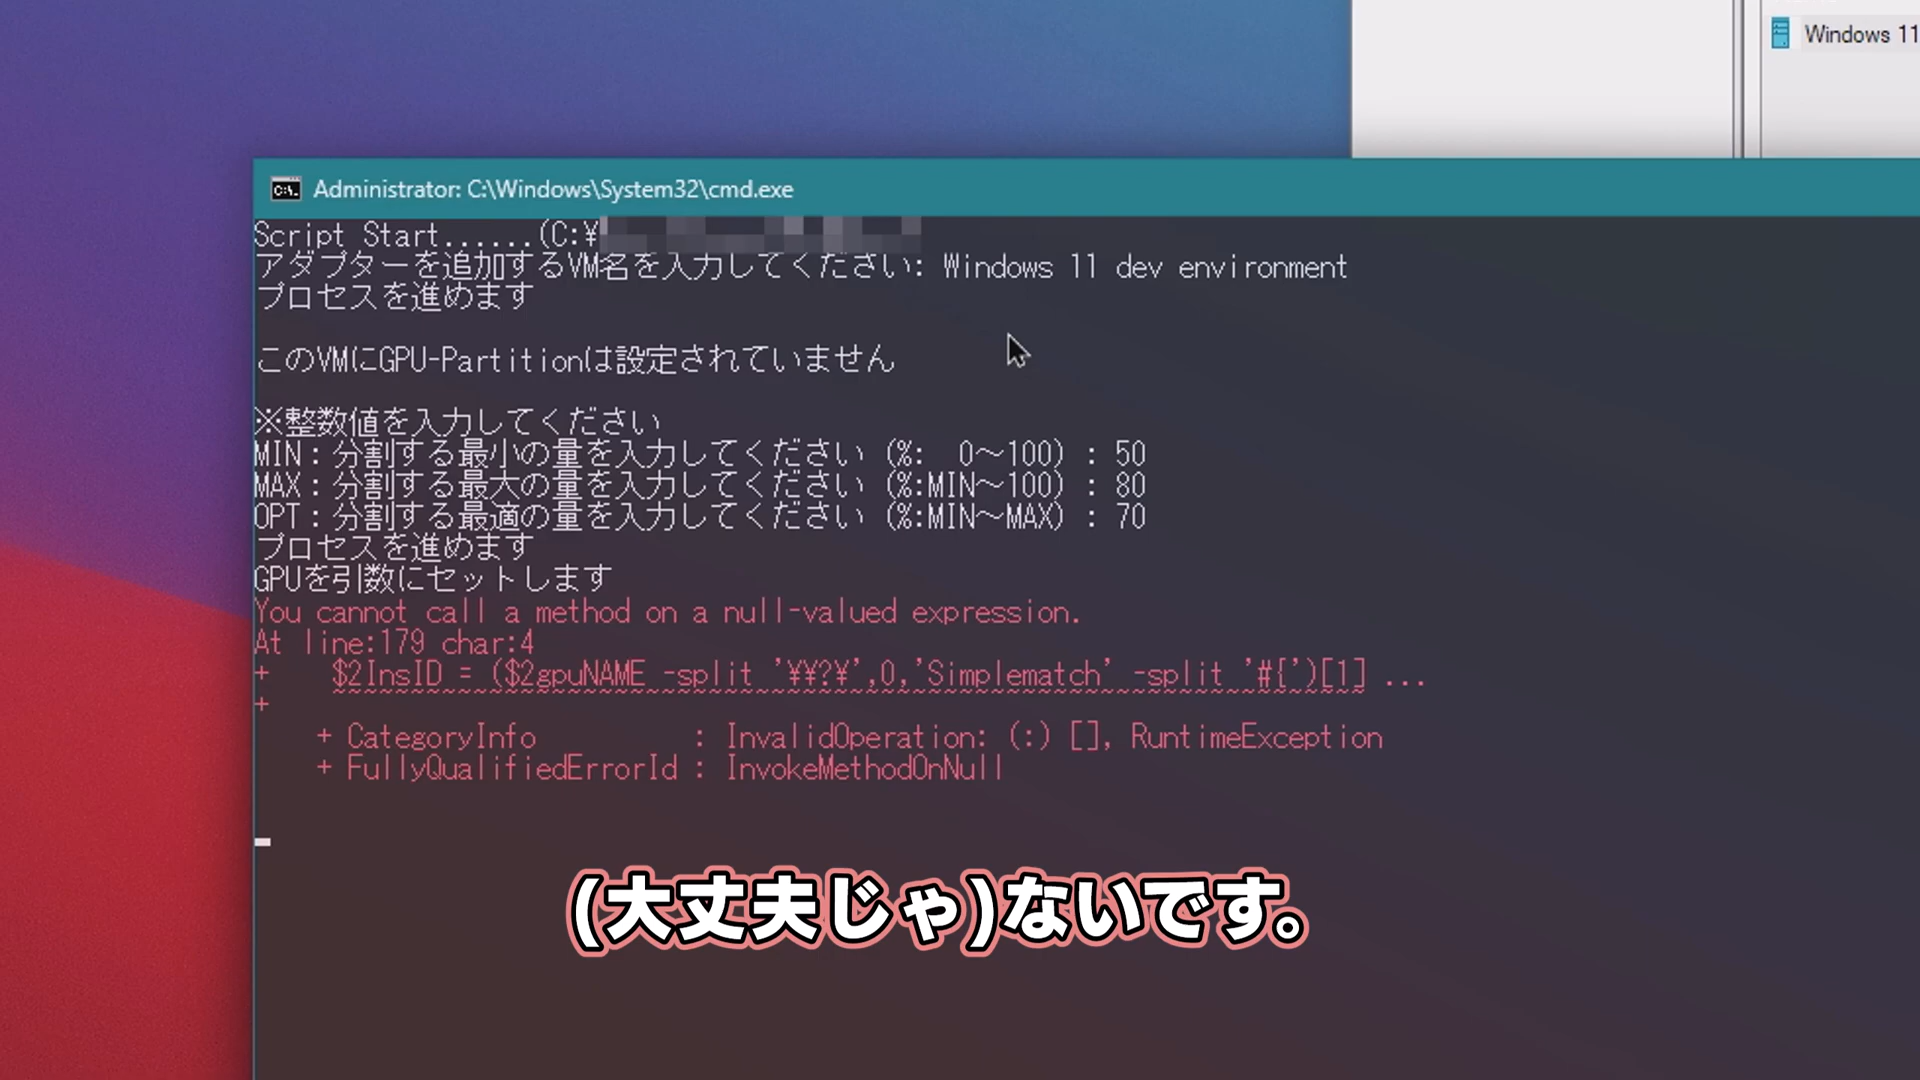 Windows 11
Administrator: C:\Windows\System32\cmd.exe
Script Start......(C:¥
アダプターを追加するVM名を入力してください: Windows 11 dev environment
プロセスを進めます
このVMにGPU-Partitionは設定されていません
※整数値を入力してください
MIN：分割する最小の量を入力してください (%:  0～100) : 50
MAX：分割する最大の量を入力してください (%:MIN～100) : 80
OPT：分割する最適の量を入力してください (%:MIN～MAX) : 70
プロセスを進めます
GPUを引数にセットします
You cannot call a method on a null-valued expression.
At line:179 char:4
+    $2InsID = ($2gpuNAME -split '¥¥?¥',0,'Simplematch' -split '#{')[1] ...
+    ~~~~~~~~~~~~~~~~~~~~~~~~~~~~~~~~~~~~~~~~~~~~~~~~~~~~~~~~~~~~~~~~~~
    + CategoryInfo          : InvalidOperation: (:) [], RuntimeException
    + FullyQualifiedErrorId : InvokeMethodOnNull
(大丈夫じゃ)ないです。